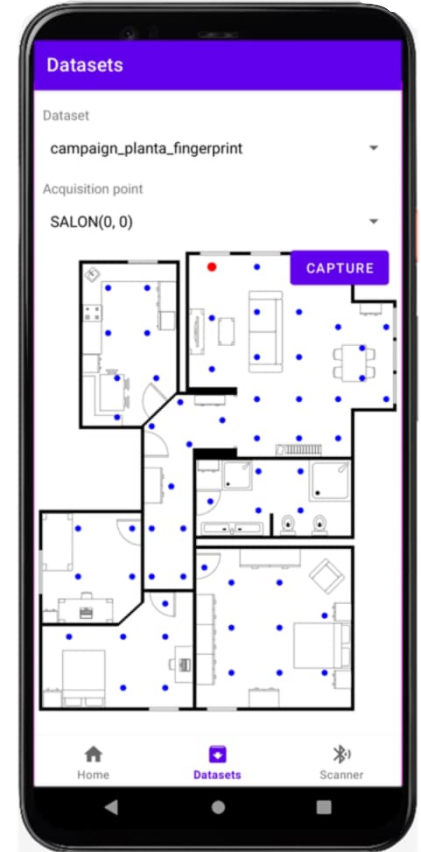 Datasets
Dataset
campaign_planta_fingerprint
Acquisition point
SALON(0, 0)
CAPTURE
Home
Datasets
Scanner